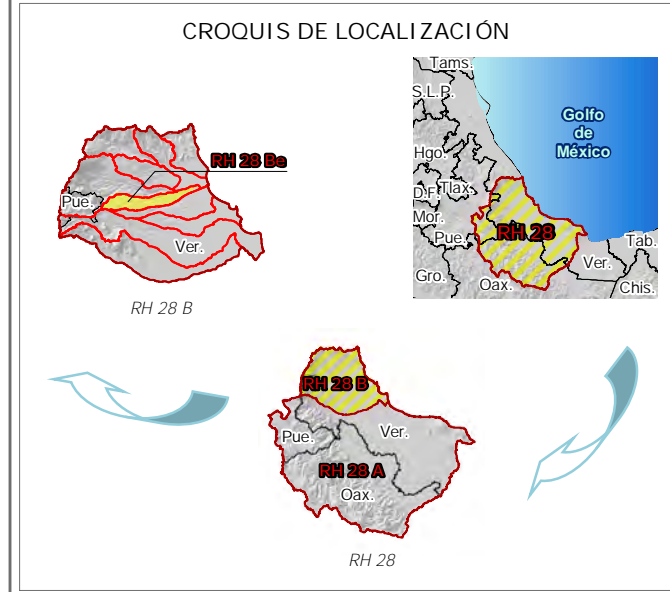 CROQUIS DE LOCALIZACIÓN
RH 28 Be
Pue.
Ver.
RH 28 B
Tams.
S.L.P.
Golfo
de
México
Hgo.
D.F.
Tlax.
Mor.
Pue.
RH 28
Ver.
Tab.
Gro.
Oax.
Chis.
RH 28 B
Pue.
Ver.
RH 28 A
Oax.
RH 28